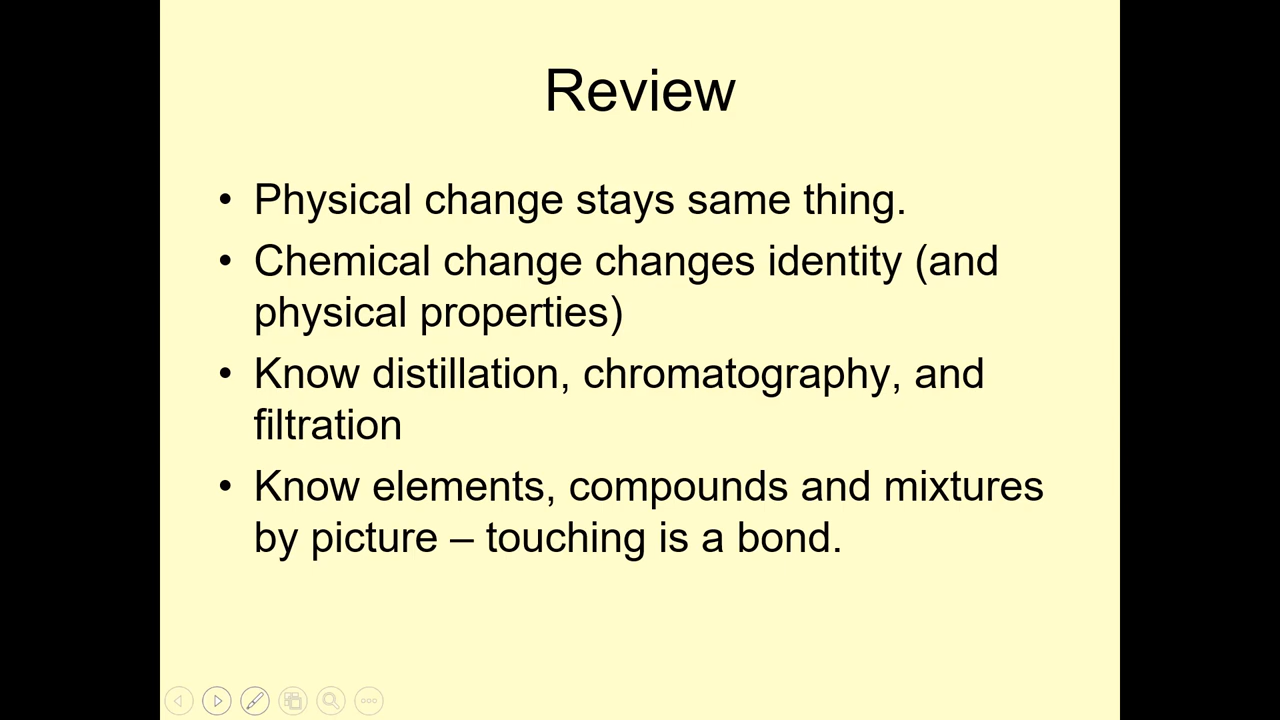 Review
• Physical change stays same thing.
• Chemical change changes identity (and
physical properties)
• Know distillation, chromatography, and
filtration
• Know elements, compounds and mixtures
by picture – touching is a bond.